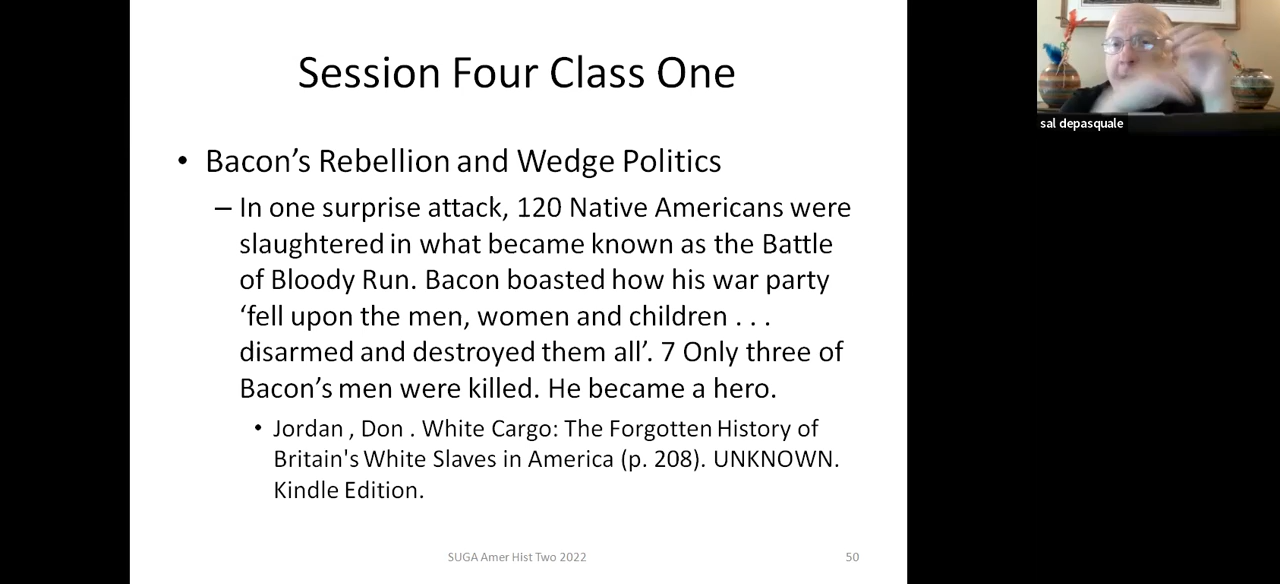 Session Four Class One
• Bacon’s Rebellion and Wedge Politics
– In one surprise attack, 120 Native Americans were
slaughtered in what became known as the Battle
of Bloody Run. Bacon boasted how his war party
‘fell upon the men, women and children . . .
disarmed and destroyed them all’. 7 Only three of
Bacon’s men were killed. He became a hero.
• Jordan , Don . White Cargo: The Forgotten History of
Britain's White Slaves in America (p. 208). UNKNOWN.
Kindle Edition.
SUGA Amer Hist Two 2022
50
sal depasquale